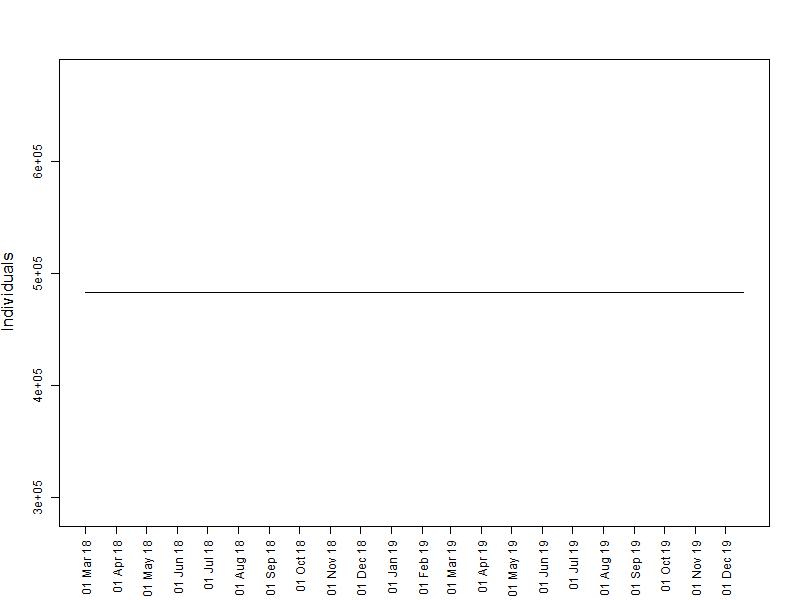 Individuals
6e+05
5e+05
4e+05
3e+05
01 Mar 18
01 Apr 18
01 May 18
01 Jun 18
01 Jul 18
01 Aug 18
01 Sep 18
01 Oct 18
01 Nov 18
01 Dec 18
01 Jan 19
01 Feb 19
01 Mar 19
01 Apr 19
01 May 19
01 Jun 19
01 Jul 19
01 Aug 19
01 Sep 19
01 Oct 19
01 Nov 19
01 Dec 19